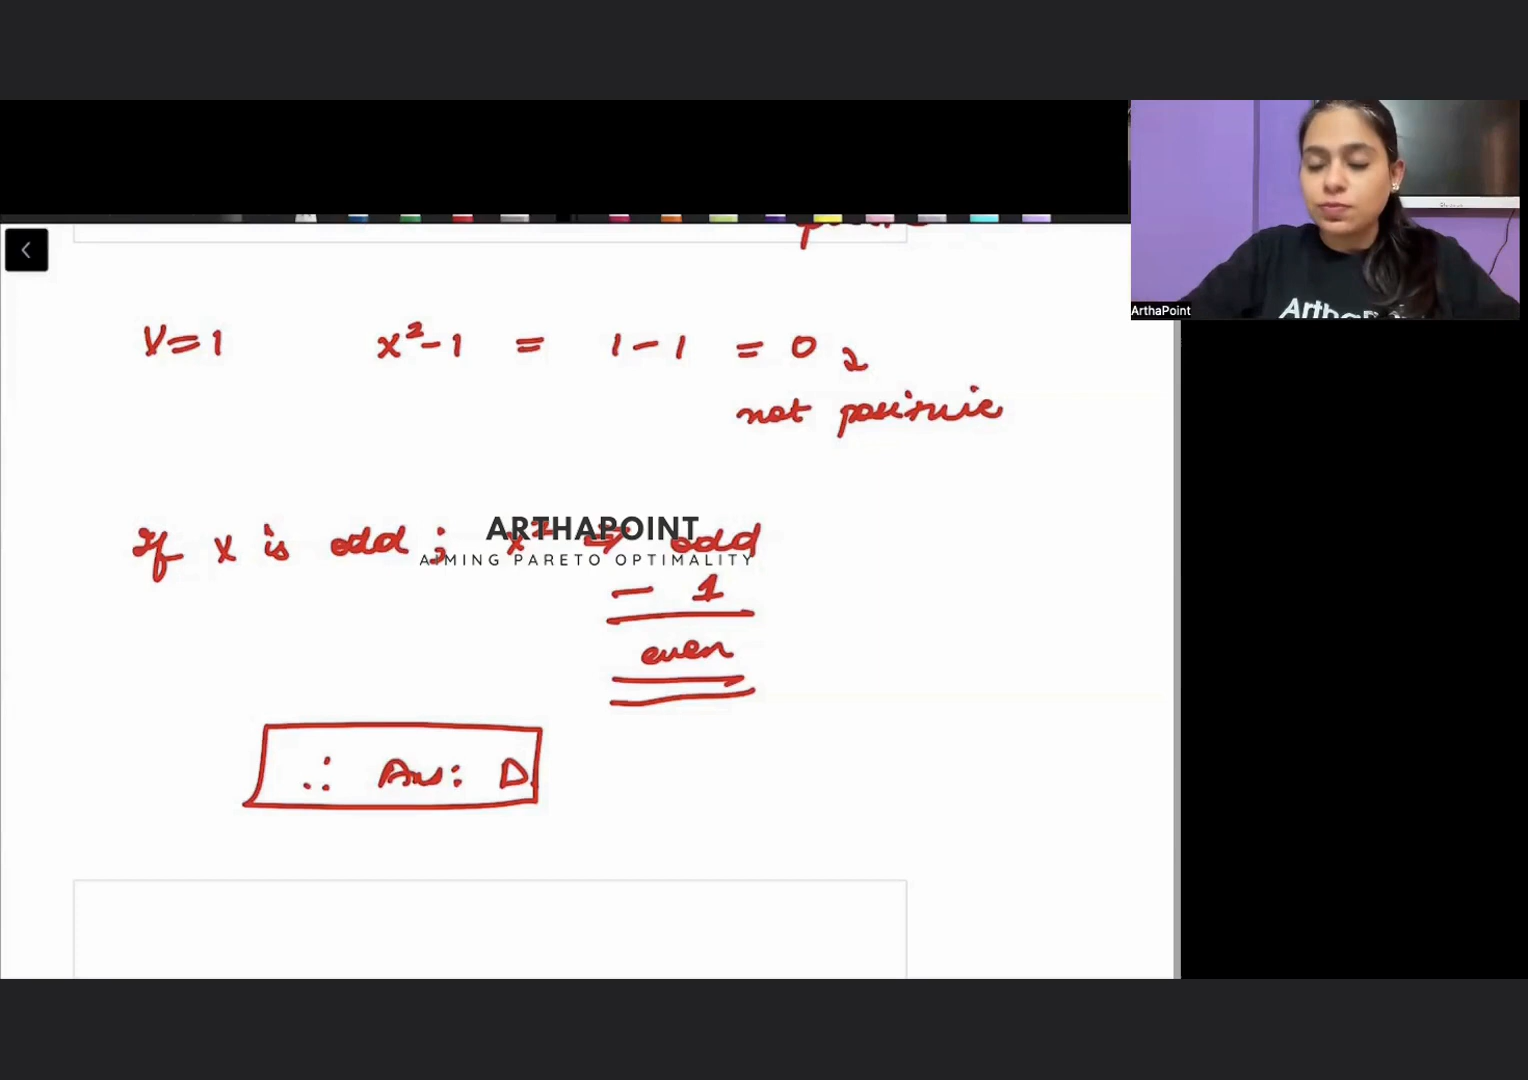 ArthaPoint
ArthaPoint
x=1 x²-1 = 1-1 = 0
not positive
If x is odd ; x² ⇒ odd
- 1
even
∴ Ans: D.
ARTHAPOINT
AIMING PARETO OPTIMALITY